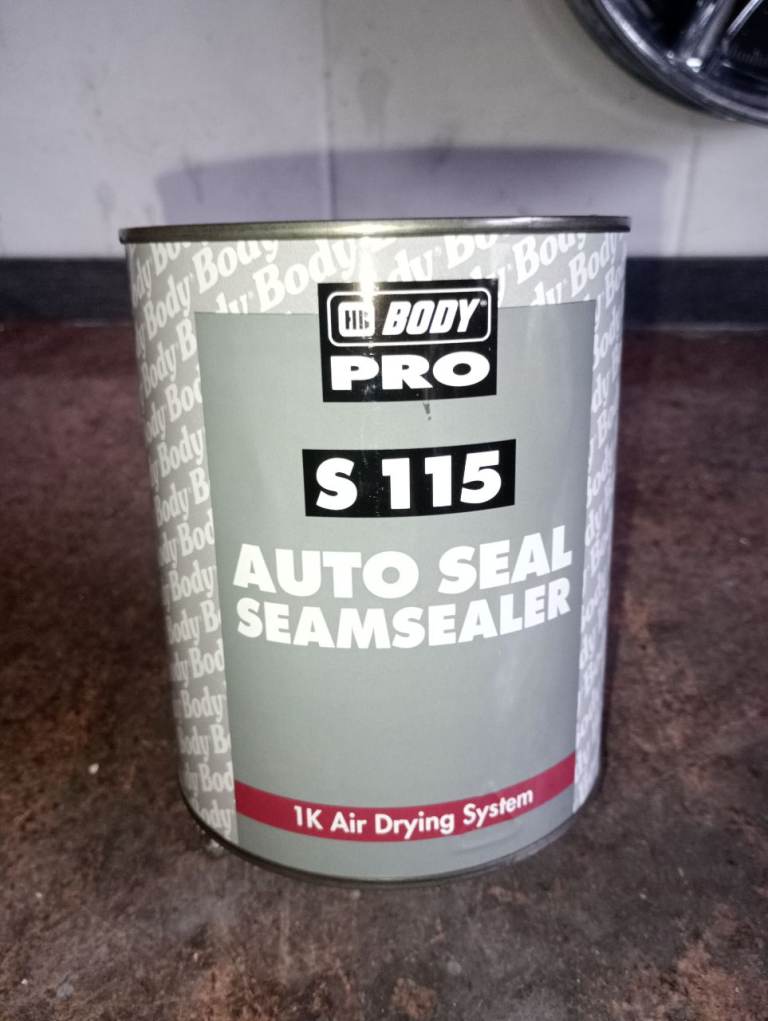 HB BODY®
PRO
S 115
AUTO SEAL
SEAMSEALER
1K Air Drying System